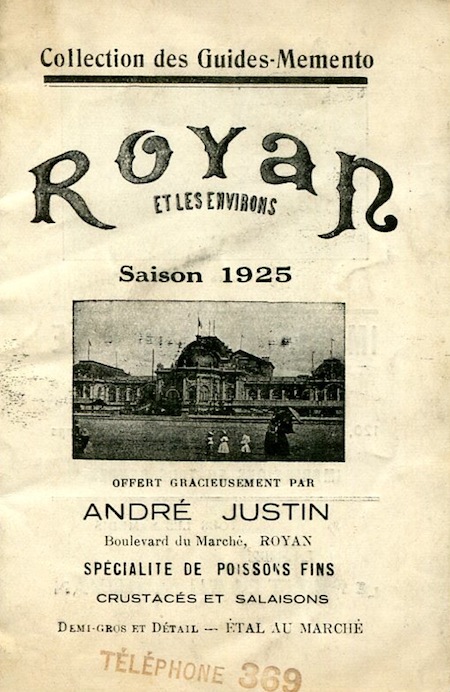 Collection des Guides-Memento
ROYAN
ET LES ENVIRONS
Saison 1925
OFFERT GRACIEUSEMENT PAR
ANDRÉ JUSTIN
Boulevard du Marché, ROYAN
SPÉCIALITE DE POISSONS FINS
CRUSTACÉS ET SALAISONS
DEMI-GROS ET DÉTAIL — ÉTAL AU MARCHÉ
TÉLÉPHONE 369